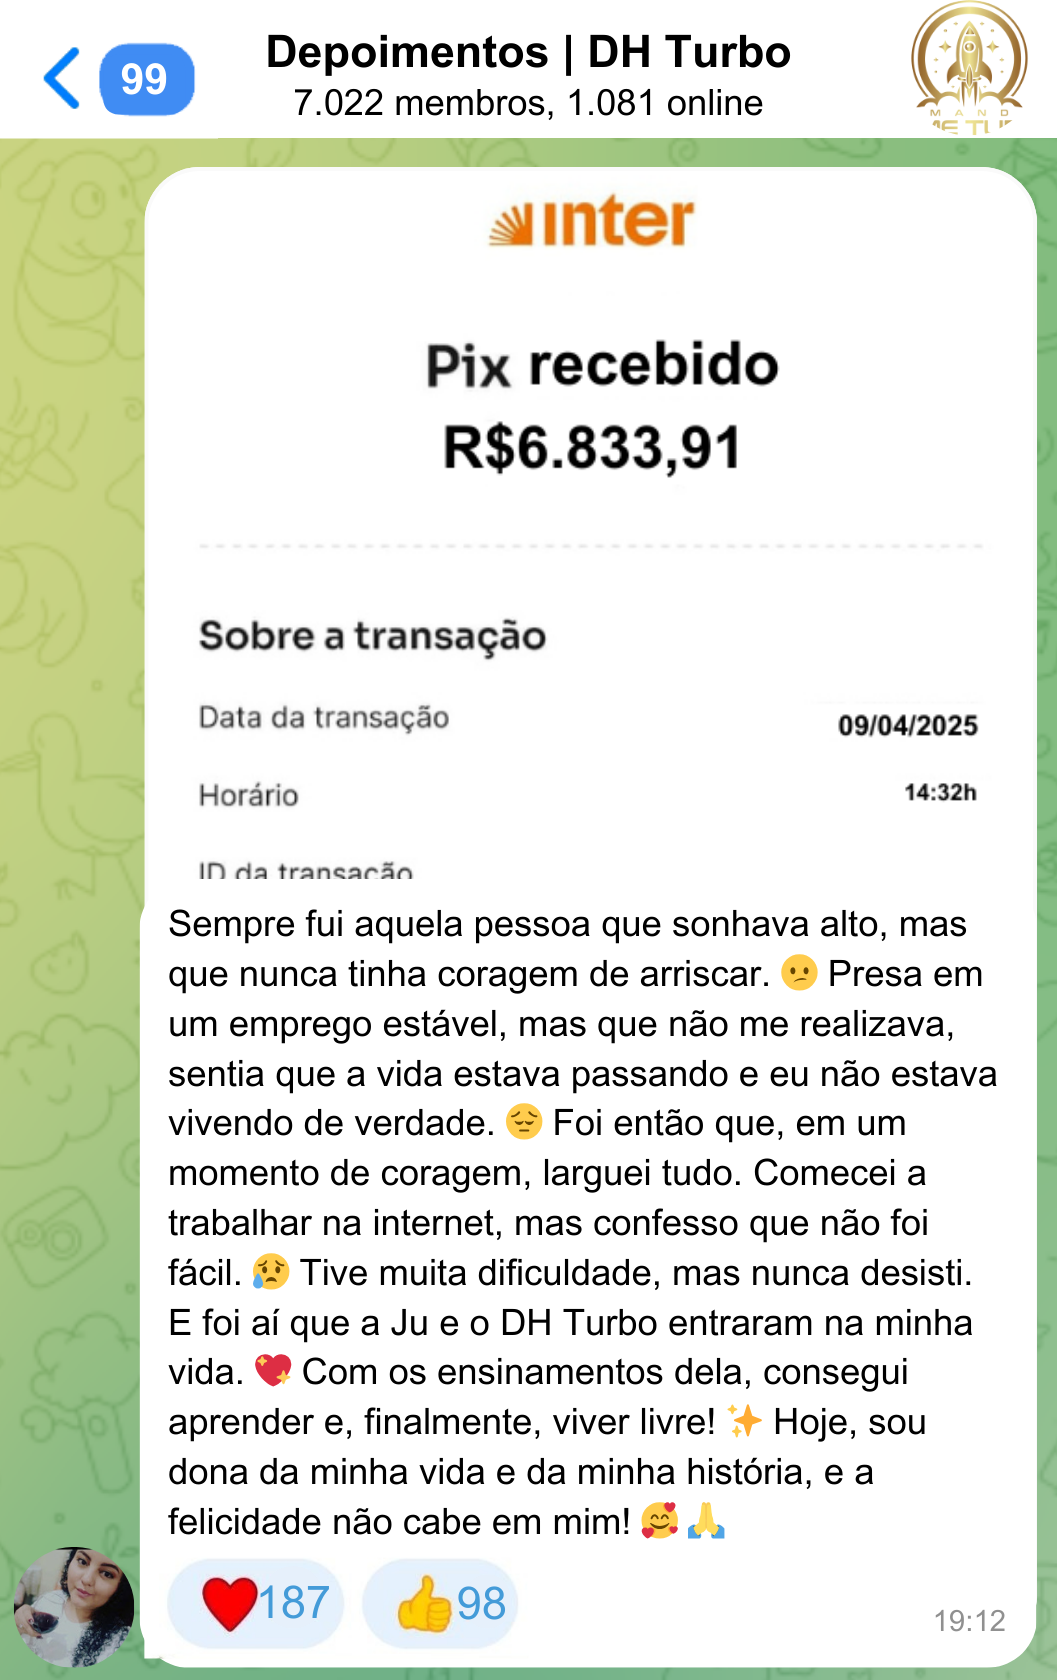 99
Depoimentos | DH Turbo
7.022 membros, 1.081 online
MAND
inter
Pix recebido
R$6.833,91
Sobre a transação
Data da transação 09/04/2025
Horário 14:32h
ID da transação
Sempre fui aquela pessoa que sonhava alto, mas
que nunca tinha coragem de arriscar. 😕 Presa em
um emprego estável, mas que não me realizava,
sentia que a vida estava passando e eu não estava
vivendo de verdade. 😔 Foi então que, em um
momento de coragem, larguei tudo. Comecei a
trabalhar na internet, mas confesso que não foi
fácil. 😥 Tive muita dificuldade, mas nunca desisti.
E foi aí que a Ju e o DH Turbo entraram na minha
vida. 💖 Com os ensinamentos dela, consegui
aprender e, finalmente, viver livre! ✨ Hoje, sou
dona da minha vida e da minha história, e a
felicidade não cabe em mim! 🥰 🙏
❤️187 👍98
19:12